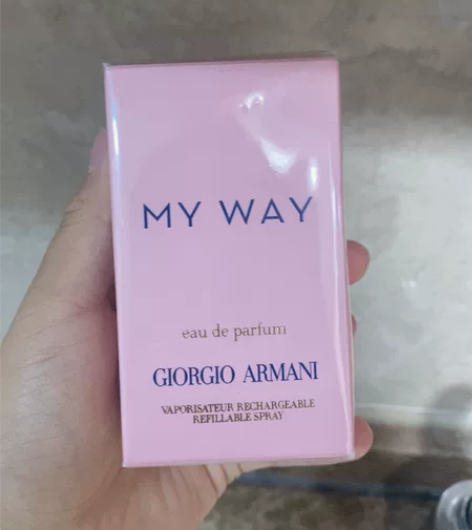 MY WAY
eau de parfum
GIORGIO ARMANI
VAPORISATEUR RECHARGEABLE
REFILLABLE SPRAY